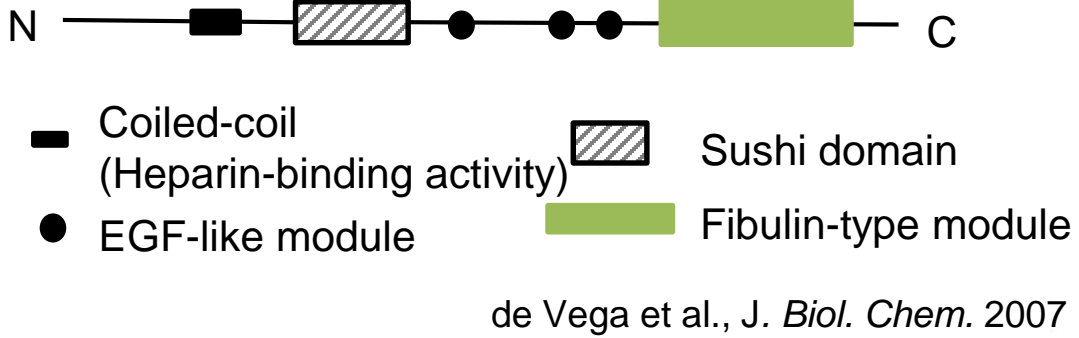 N C
Coiled-coil
(Heparin-binding activity)
Sushi domain
EGF-like module
Fibulin-type module
de Vega et al., J. Biol. Chem. 2007